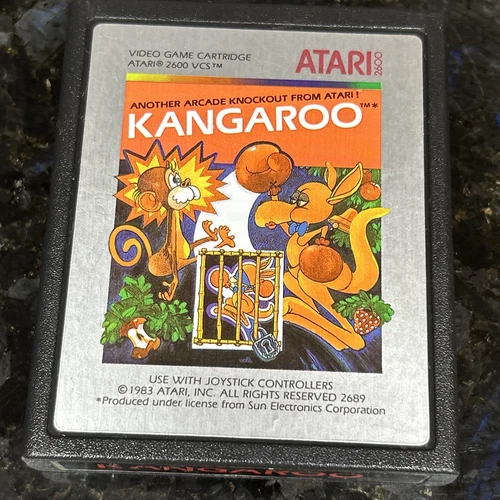 VIDEO GAME CARTRIDGE
ATARI® 2600 VCS™
ATARI 2600
ANOTHER ARCADE KNOCKOUT FROM ATARI!
KANGAROO™*
USE WITH JOYSTICK CONTROLLERS
©1983 ATARI, INC. ALL RIGHTS RESERVED 2689
*Produced under license from Sun Electronics Corporation
KANGAROO